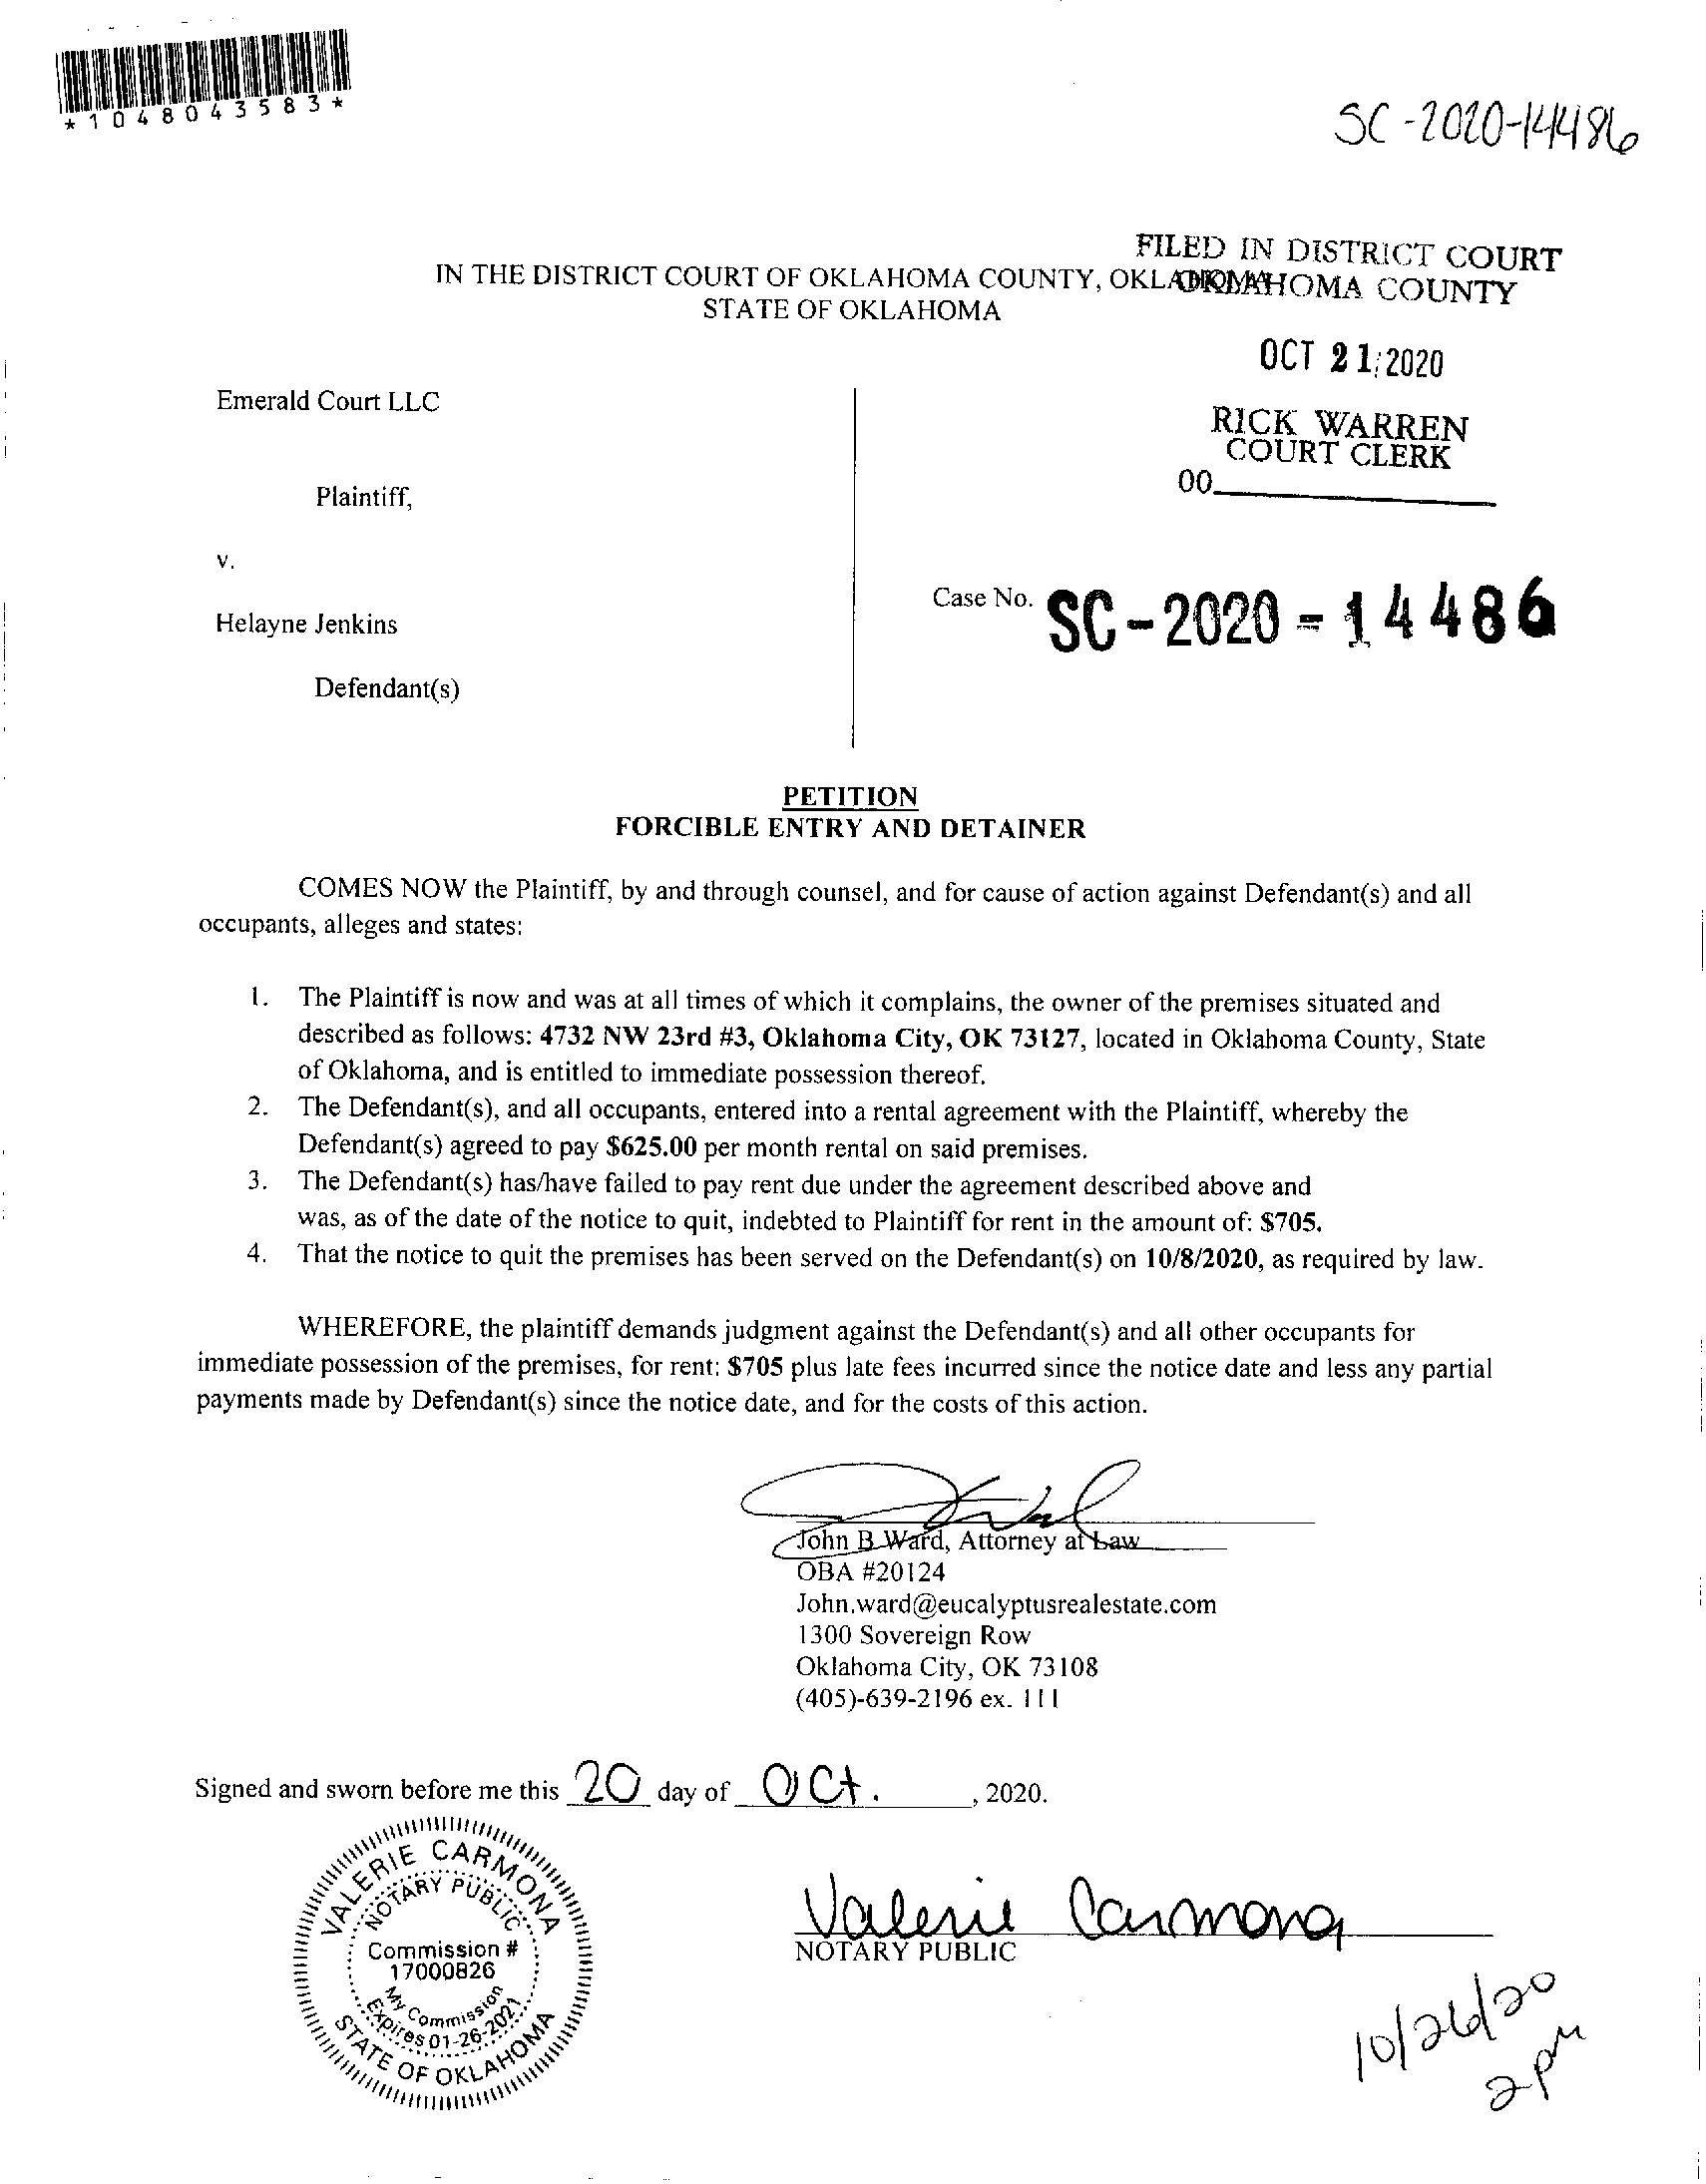 *1048043583*
SC-2020-14486
FILED IN DISTRICT COURT
OKLAHOMA COUNTY
IN THE DISTRICT COURT OF OKLAHOMA COUNTY, OKLAHOMA
STATE OF OKLAHOMA
OCT 21 2020
RICK WARREN
COURT CLERK
00
Emerald Court LLC
Plaintiff,
v.
Case No. SC-2020-14486
Helayne Jenkins
Defendant(s)
PETITION
FORCIBLE ENTRY AND DETAINER
COMES NOW the Plaintiff, by and through counsel, and for cause of action against Defendant(s) and all
occupants, alleges and states:
1. The Plaintiff is now and was at all times of which it complains, the owner of the premises situated and
described as follows: 4732 NW 23rd #3, Oklahoma City, OK 73127, located in Oklahoma County, State
of Oklahoma, and is entitled to immediate possession thereof.
2. The Defendant(s), and all occupants, entered into a rental agreement with the Plaintiff, whereby the
Defendant(s) agreed to pay $625.00 per month rental on said premises.
3. The Defendant(s) has/have failed to pay rent due under the agreement described above and
was, as of the date of the notice to quit, indebted to Plaintiff for rent in the amount of: $705.
4. That the notice to quit the premises has been served on the Defendant(s) on 10/8/2020, as required by law.
WHEREFORE, the plaintiff demands judgment against the Defendant(s) and all other occupants for
immediate possession of the premises, for rent: $705 plus late fees incurred since the notice date and less any partial
payments made by Defendant(s) since the notice date, and for the costs of this action.
John B Ward, Attorney at Law
OBA #20124
John.ward@eucalyptusrealestate.com
1300 Sovereign Row
Oklahoma City, OK 73108
(405)-639-2196 ex. 111
Signed and sworn before me this 20 day of Oct. , 2020.
VALERIE CARMONA
NOTARY PUBLIC
Commission #
17000826
My Commission
Expires 01-26-2021
STATE OF OKLAHOMA
Valerie Carmona
NOTARY PUBLIC
10/26/20
2pm